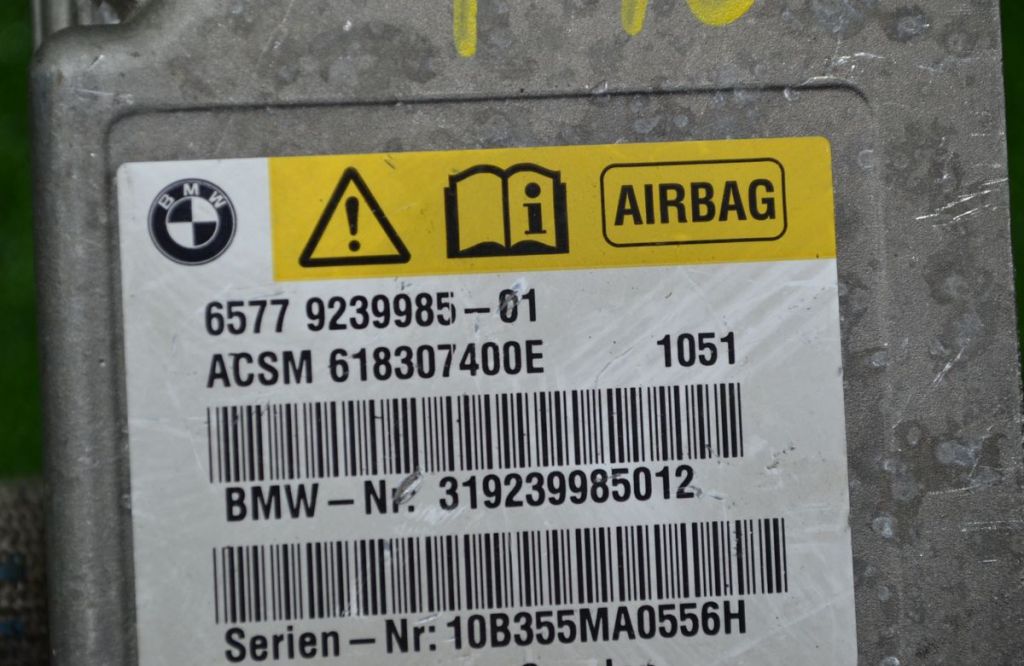 BMW
AIRBAG
6577 9239985-01
ACSM 618307400E 1051
BMW-Nr. 319239985012
Serien-Nr: 10B355MA0556H